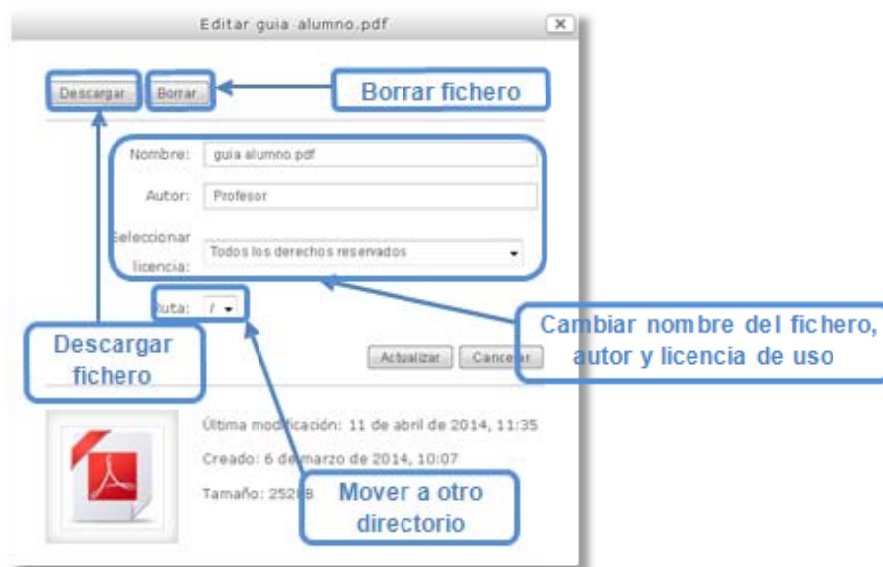 Editar guia alumno.pdf
Descargar Borrar Borrar fichero
Nombre: guia alumno.pdf
Autor: Profesor
Seleccionar
licencia: Todos los derechos reservados
Ruta: /
Descargar
fichero
Cambiar nombre del fichero,
autor y licencia de uso
Actualizar Cancelar
Última modificación: 11 de abril de 2014, 11:35
Creado: 6 de marzo de 2014, 10:07
Tamaño: 252KB
Mover a otro
directorio